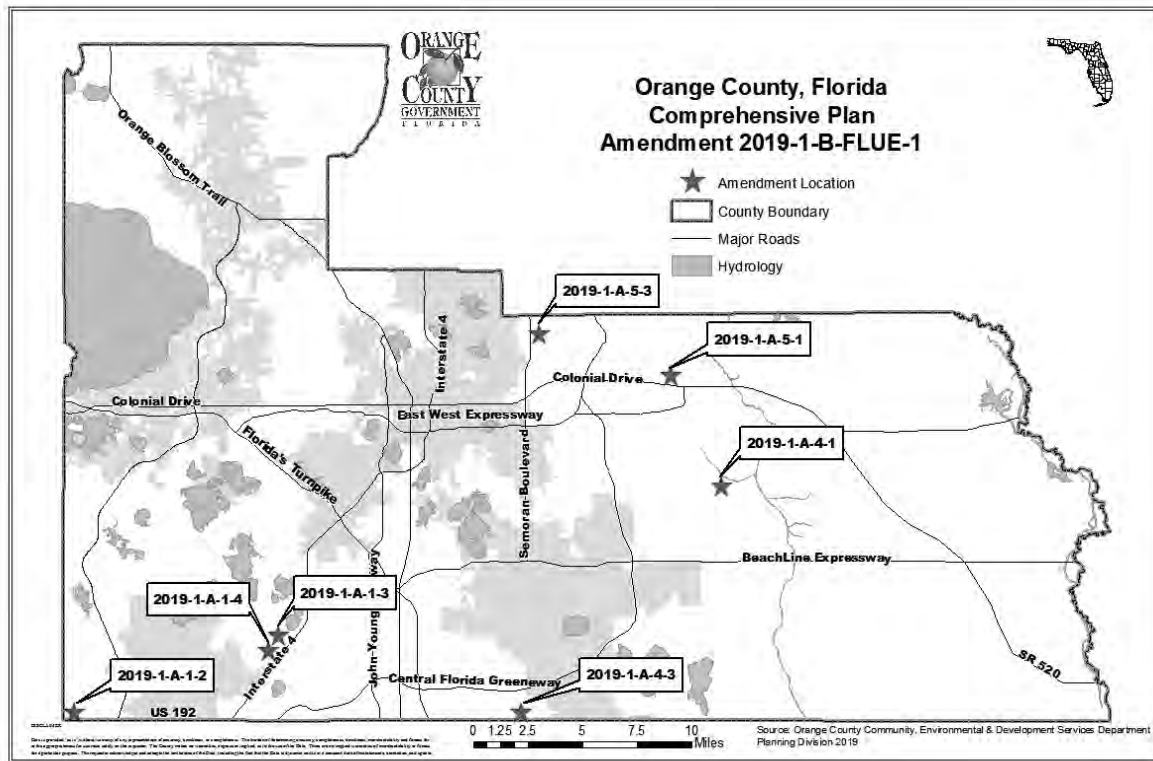 ORANGE
COUNTY
GOVERNMENT
FLORIDA
Orange County, Florida
Comprehensive Plan
Amendment 2019-1-B-FLUE-1
Amendment Location
County Boundary
Major Roads
Hydrology
Orange Blossom Trail
2019-1-A-5-3
Interstate 4
2019-1-A-5-1
Colonial Drive
Colonial Drive
East West Expressway
Florida's Turnpike
Semoran Boulevard
2019-1-A-4-1
BeachLine Expressway
2019-1-A-1-3
2019-1-A-1-4
John Young way
Interstate 4
SR 520
2019-1-A-1-2
Central Florida Greeneway
2019-1-A-4-3
US 192
0 1.25 2.5 5 7.5 10
Miles
Source: Orange County Community, Environmental & Development Services Department
Planning Division 2019